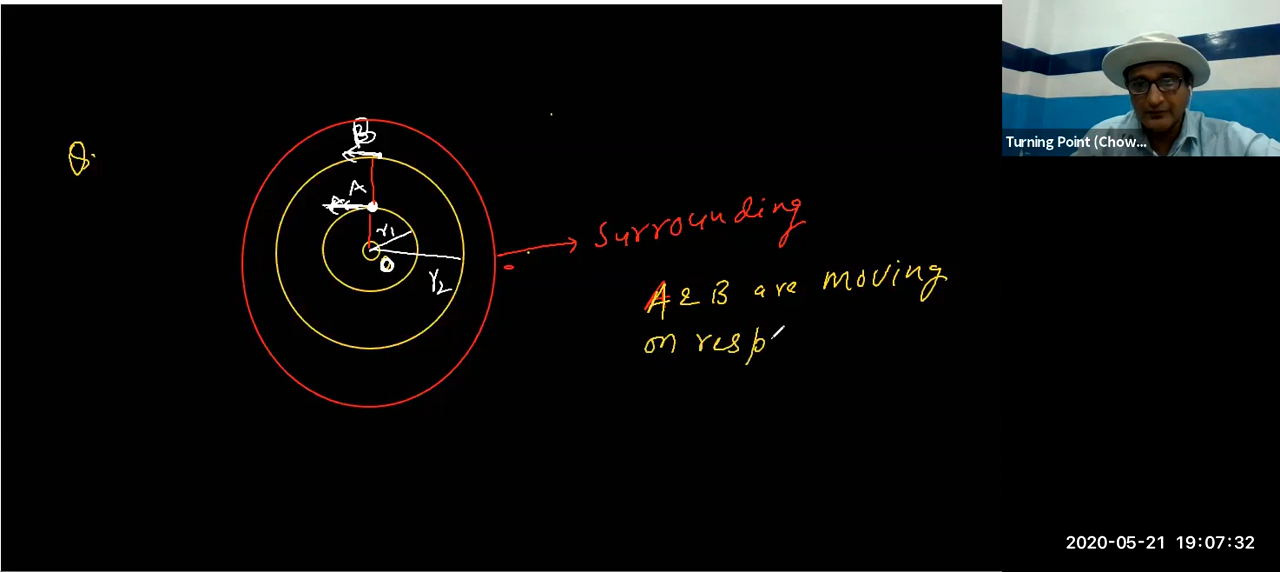 Q.
B
A
r1
O
r2
Surrounding
A & B are moving
on resp
Turning Point (Chow...
2020-05-21 19:07:32